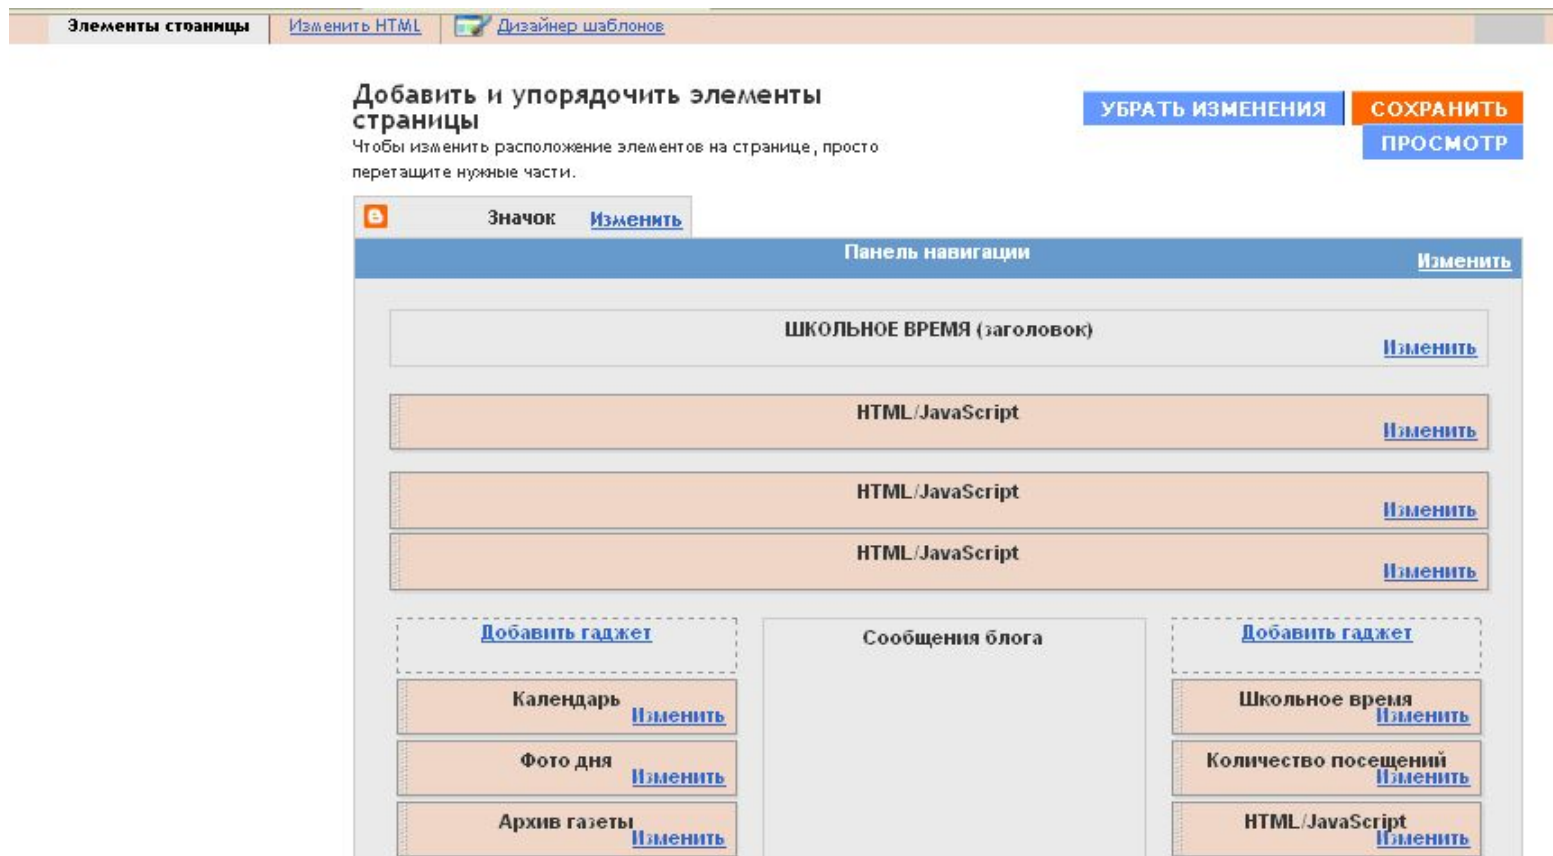 Элементы страницы Изменить HTML Дизайнер шаблонов
Добавить и упорядочить элементы
страницы
Чтобы изменить расположение элементов на странице, просто
перетащите нужные части.
УБРАТЬ ИЗМЕНЕНИЯ СОХРАНИТЬ
ПРОСМОТР
Значок Изменить
Панель навигации
Изменить
ШКОЛЬНОЕ ВРЕМЯ (заголовок)
Изменить
HTML/JavaScript
Изменить
HTML/JavaScript
Изменить
HTML/JavaScript
Изменить
Добавить гаджет
Календарь
Изменить
Фото дня
Изменить
Архив газеты
Изменить
Сообщения блога
Добавить гаджет
Школьное время
Изменить
Количество посещений
Изменить
HTML/JavaScript
Изменить